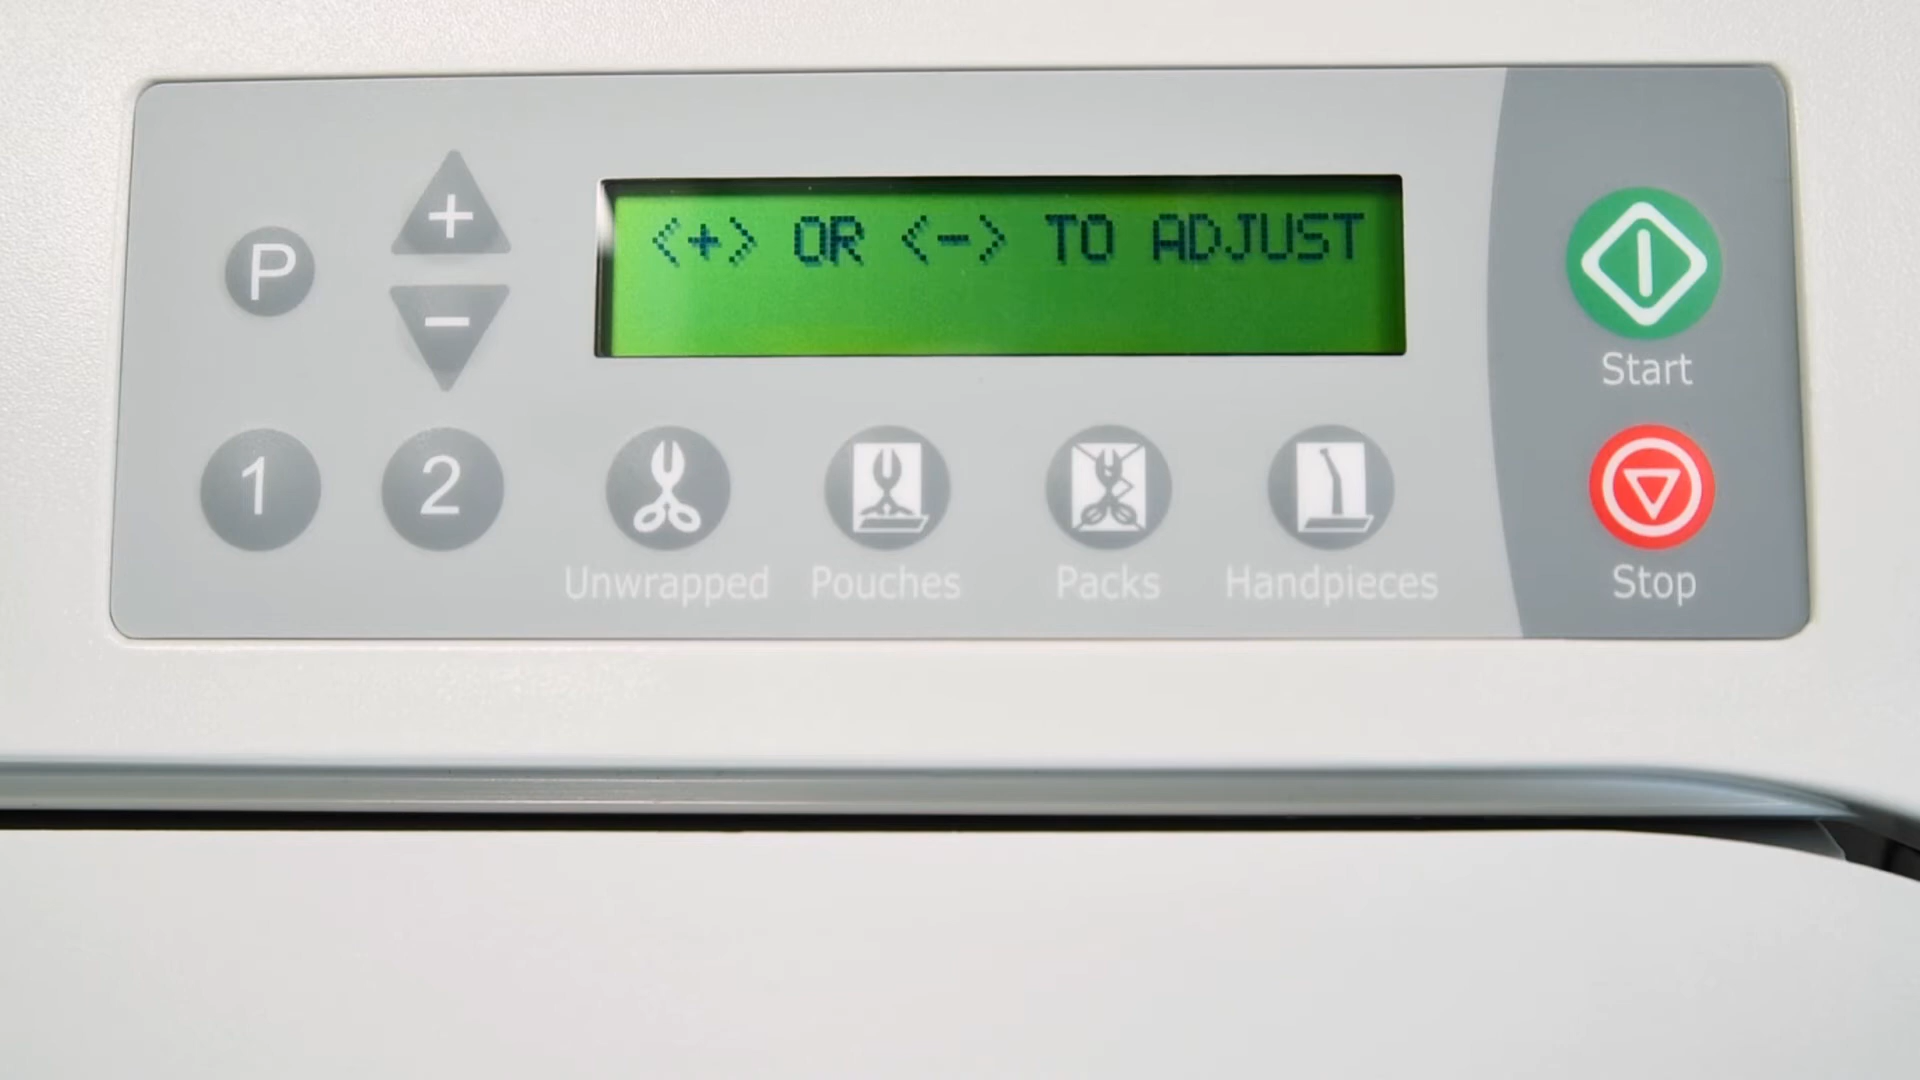 <+> OR <-> TO ADJUST
P
+
-
1
2
Unwrapped
Pouches
Packs
Handpieces
Start
Stop